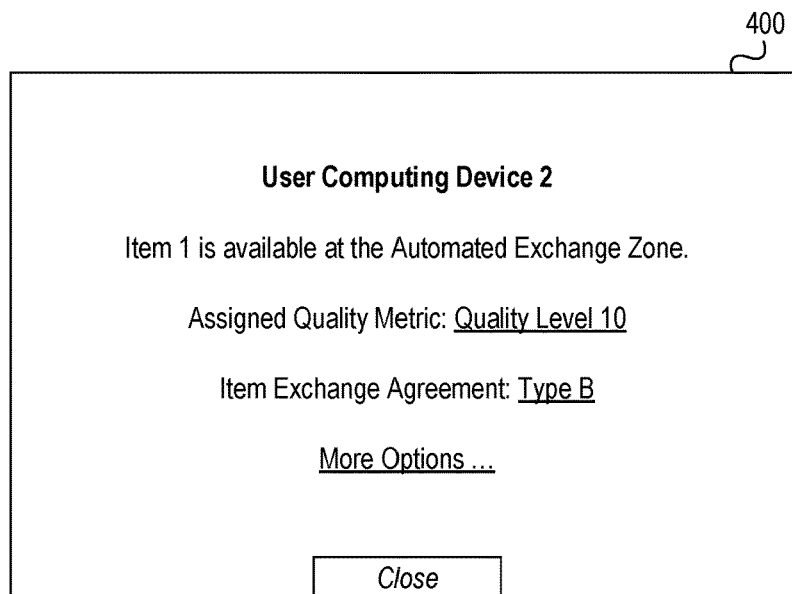 400
User Computing Device 2
Item 1 is available at the Automated Exchange Zone.
Assigned Quality Metric: Quality Level 10
Item Exchange Agreement: Type B
More Options ...
Close